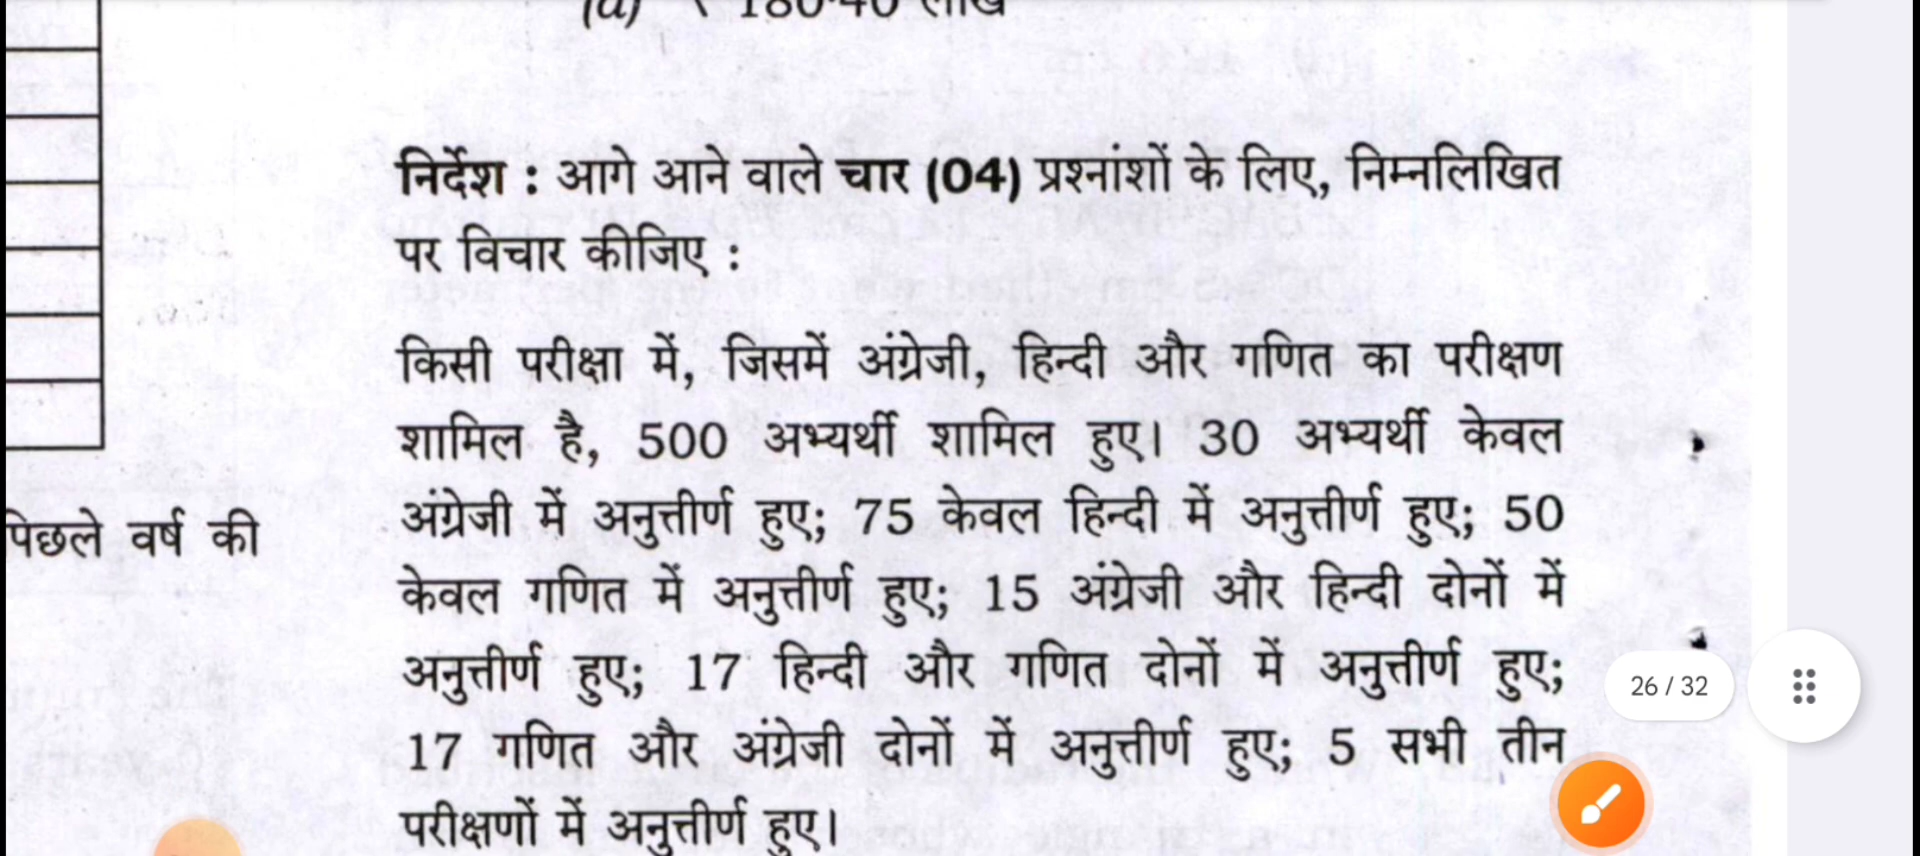 (d) ₹ 180·40 लाख
निर्देश : आगे आने वाले चार (04) प्रश्नांशों के लिए, निम्नलिखित
पर विचार कीजिए :
किसी परीक्षा में, जिसमें अंग्रेजी, हिन्दी और गणित का परीक्षण
शामिल है, 500 अभ्यर्थी शामिल हुए। 30 अभ्यर्थी केवल
अंग्रेजी में अनुत्तीर्ण हुए; 75 केवल हिन्दी में अनुत्तीर्ण हुए; 50
पिछले वर्ष की
केवल गणित में अनुत्तीर्ण हुए; 15 अंग्रेजी और हिन्दी दोनों में
अनुत्तीर्ण हुए; 17 हिन्दी और गणित दोनों में अनुत्तीर्ण हुए;
26 / 32
17 गणित और अंग्रेजी दोनों में अनुत्तीर्ण हुए; 5 सभी तीन
परीक्षणों में अनुत्तीर्ण हुए।